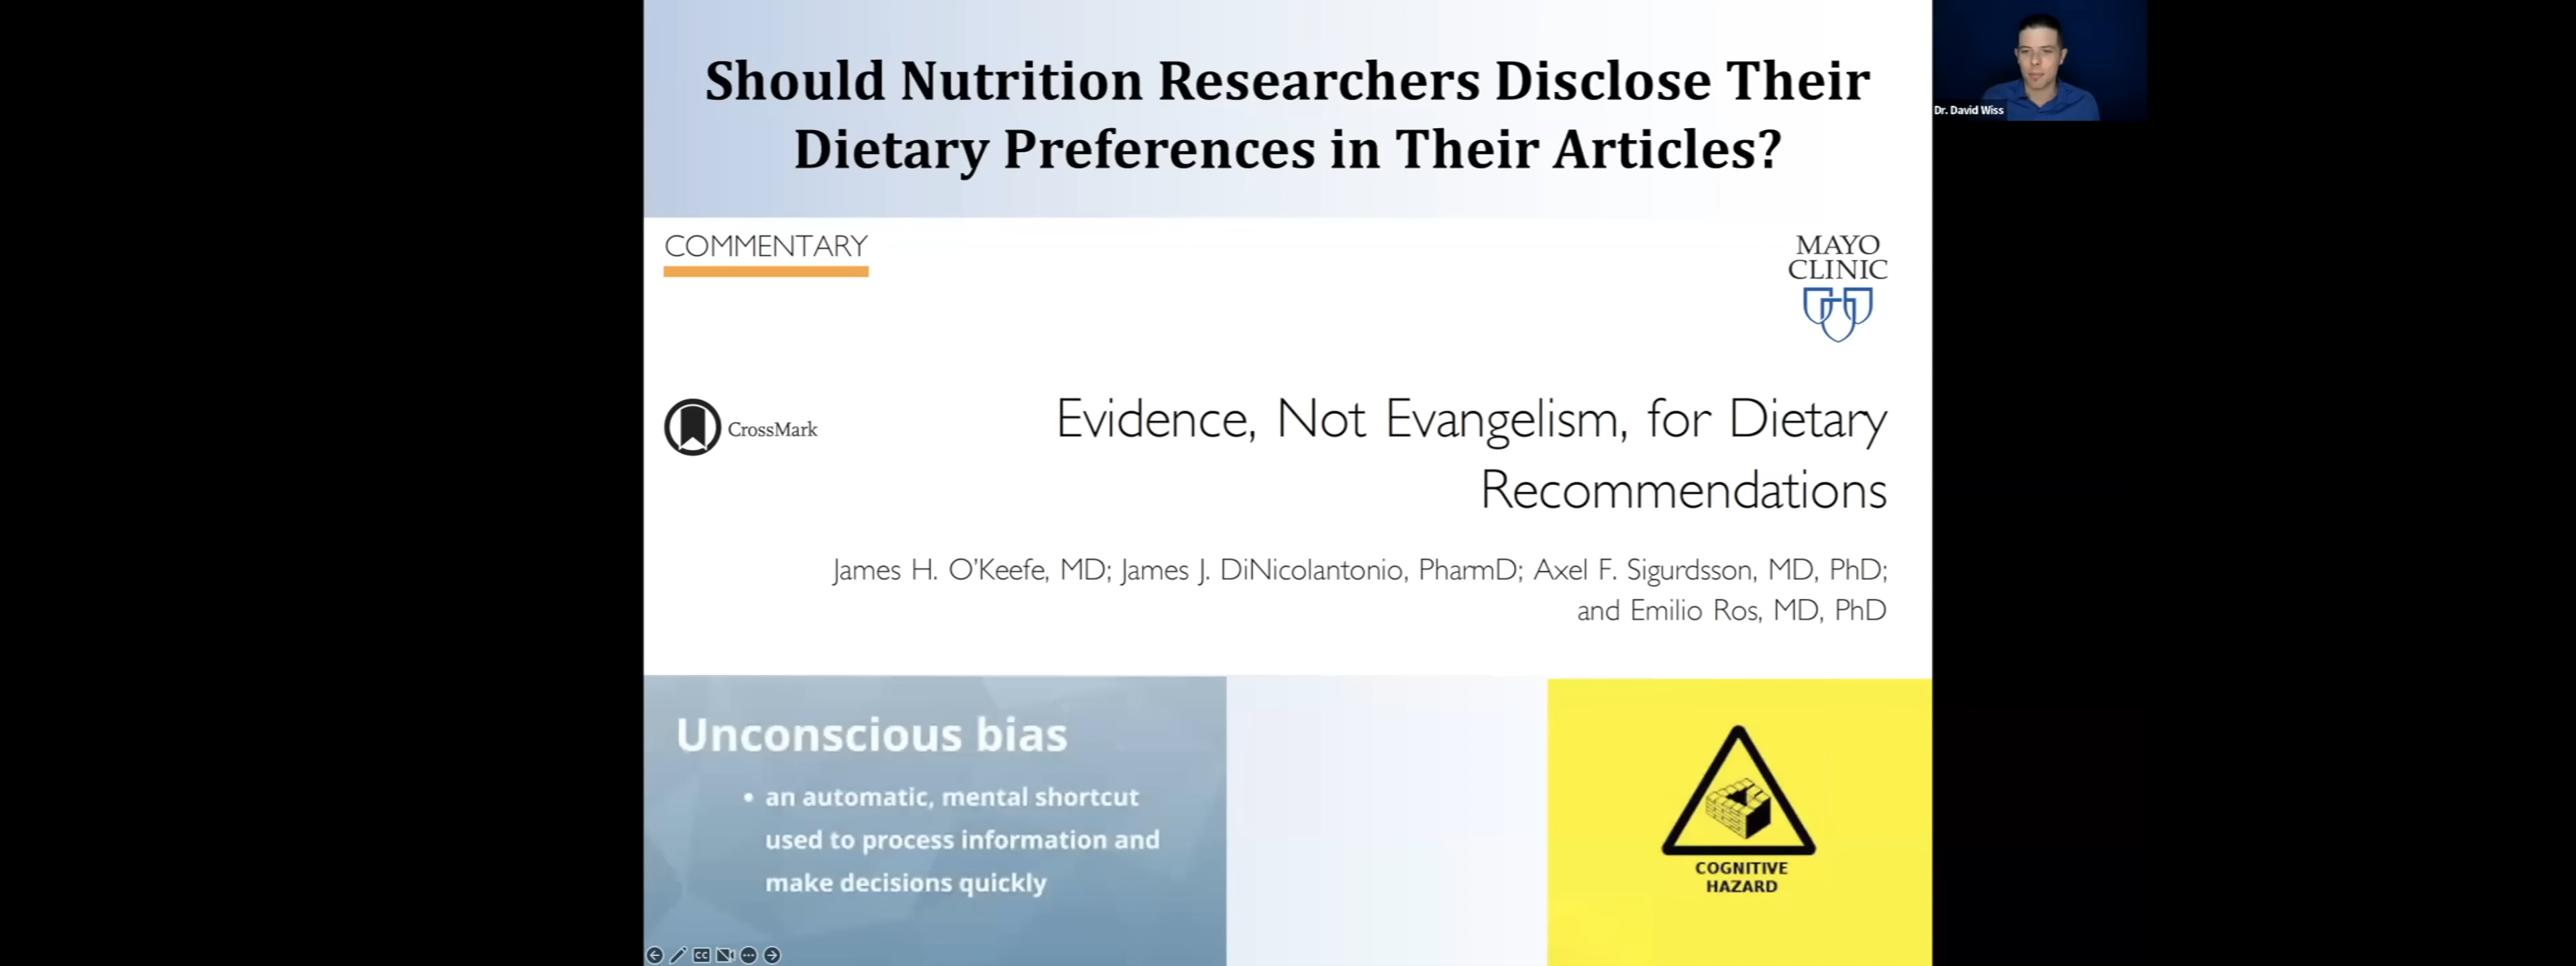 Should Nutrition Researchers Disclose Their
Dietary Preferences in Their Articles?
Dr. David Wiss
COMMENTARY
MAYO
CLINIC
CrossMark
Evidence, Not Evangelism, for Dietary
Recommendations
James H. O'Keefe, MD; James J. DiNicolantonio, PharmD; Axel F. Sigurdsson, MD, PhD;
and Emilio Ros, MD, PhD
Unconscious bias
• an automatic, mental shortcut
used to process information and
make decisions quickly
COGNITIVE
HAZARD
CC